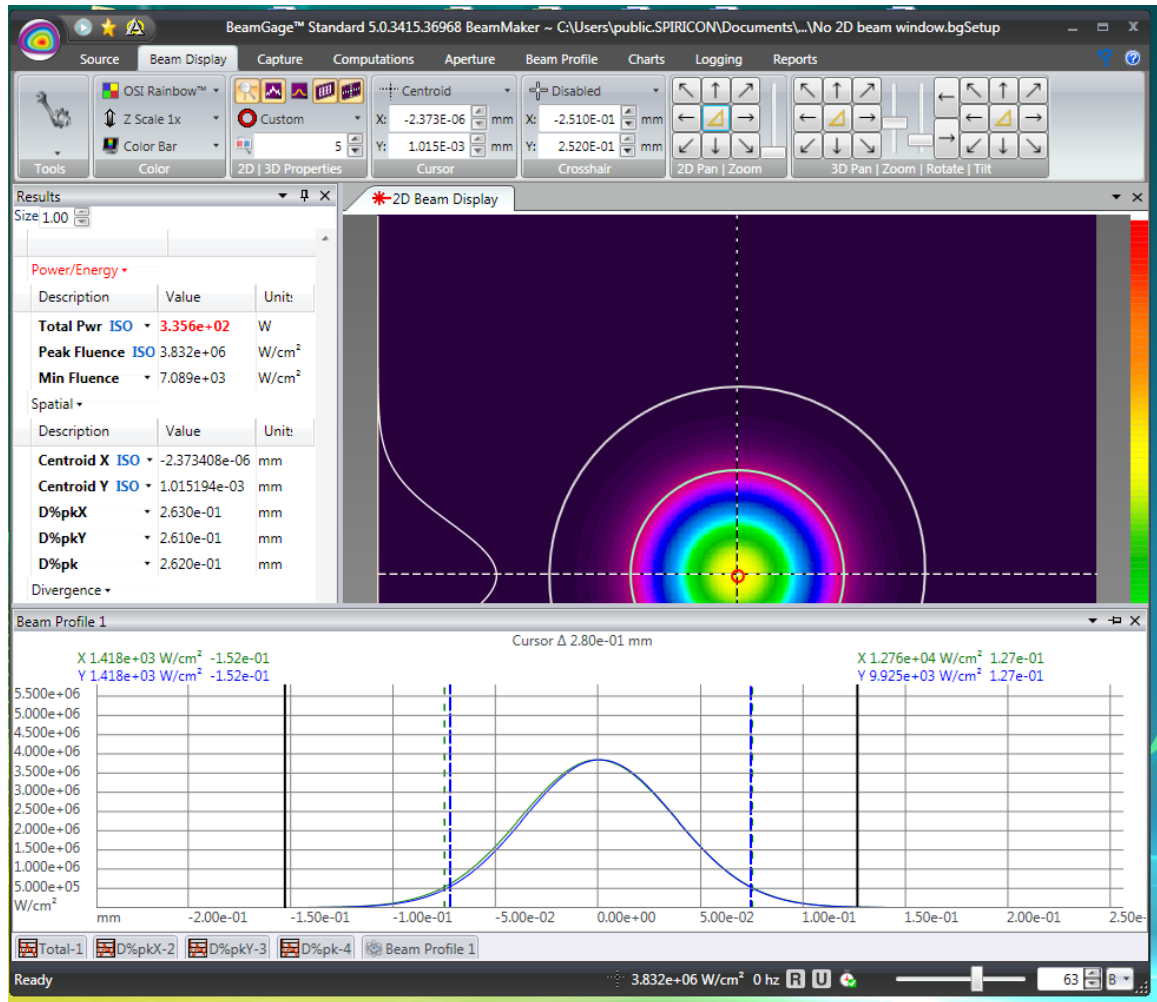 BeamGage™ Standard 5.0.3415.36968 BeamMaker ~ C:\Users\public.SPIRICON\Documents\...\No 2D beam window.bgSetup
Source Beam Display Capture Computations Aperture Beam Profile Charts Logging Reports
OSI Rainbow™ Centroid Disabled
Z Scale 1x Custom X: -2.373E-06 mm X: -2.510E-01 mm
Color Bar 5 Y: 1.015E-03 mm Y: 2.520E-01 mm
Tools Color 2D | 3D Properties Cursor Crosshair 2D Pan | Zoom 3D Pan | Zoom | Rotate | Tilt
Results
2D Beam Display
Size 1.00
Power/Energy
Description Value Unit:
Total Pwr ISO 3.356e+02 W
Peak Fluence ISO 3.832e+06 W/cm²
Min Fluence 7.089e+03 W/cm²
Spatial
Description Value Unit:
Centroid X ISO -2.373408e-06 mm
Centroid Y ISO 1.015194e-03 mm
D%pkX 2.630e-01 mm
D%pkY 2.610e-01 mm
D%pk 2.620e-01 mm
Divergence
Beam Profile 1
Cursor Δ 2.80e-01 mm
X 1.418e+03 W/cm² -1.52e-01 X 1.276e+04 W/cm² 1.27e-01
Y 1.418e+03 W/cm² -1.52e-01 Y 9.925e+03 W/cm² 1.27e-01
5.500e+06
5.000e+06
4.500e+06
4.000e+06
3.500e+06
3.000e+06
2.500e+06
2.000e+06
1.500e+06
1.000e+06
5.000e+05
W/cm²
mm -2.00e-01 -1.50e-01 -1.00e-01 -5.00e-02 0.00e+00 5.00e-02 1.00e-01 1.50e-01 2.00e-01 2.50e-
Total-1 D%pkX-2 D%pkY-3 D%pk-4 Beam Profile 1
Ready 3.832e+06 W/cm² 0 hz R U 63 B